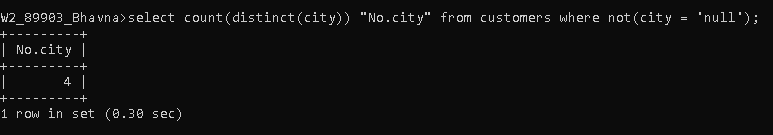 W2_89903_Bhavna>select count(distinct(city)) "No.city" from customers where not(city = 'null');
+---------+
| No.city |
+---------+
|       4 |
+---------+
1 row in set (0.30 sec)